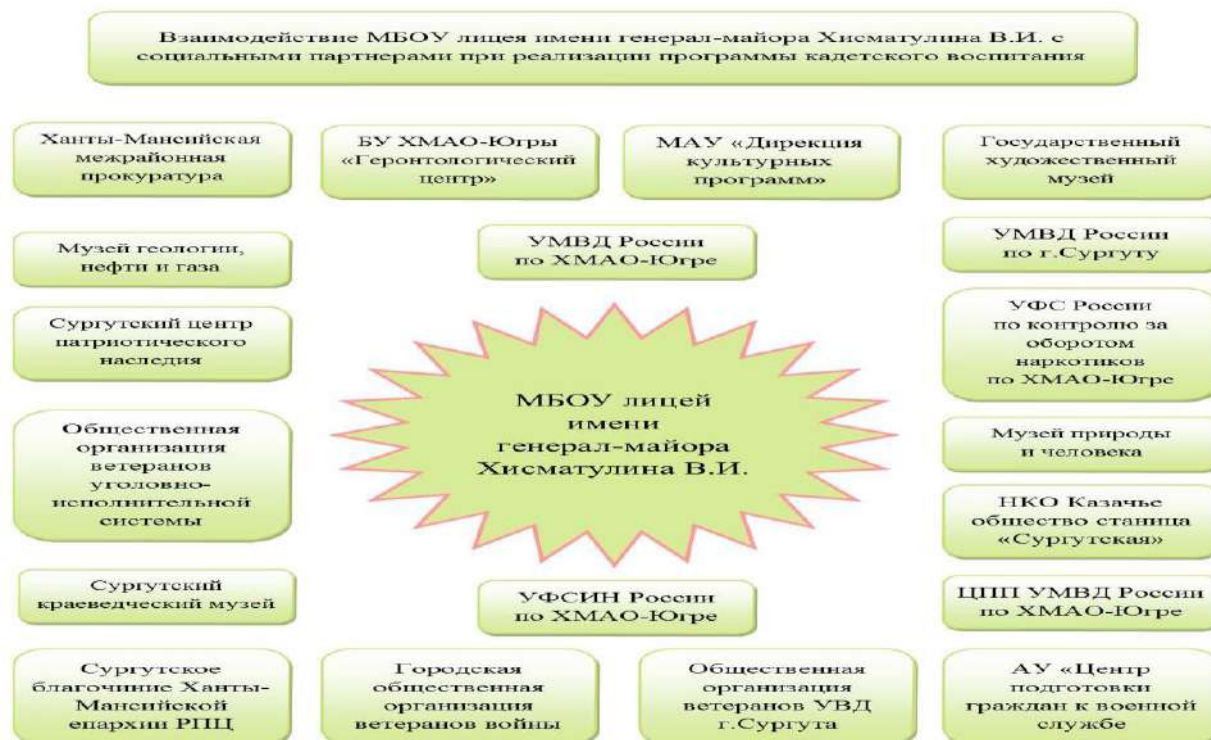 Взаимодействие МБОУ лицея имени генерал-майора Хисматулина В.И. с
социальными партнерами при реализации программы кадетского воспитания
Ханты-Мансийская
межрайонная
прокуратура
БУ ХМАО-Югры
«Геронтологический
центр»
МАУ «Дирекция
культурных
программ»
Государственный
художественный
музей
Музей геологии,
нефти и газа
УМВД России
по ХМАО-Югре
УМВД России
по г.Сургуту
Сургутский центр
патриотического
наследия
УФС России
по контролю за
оборотом
наркотиков
по ХМАО-Югре
МБОУ лицей
имени
генерал-майора
Хисматулина В.И.
Общественная
организация
ветеранов
уголовно-
исполнительной
системы
Музей природы
и человека
НКО Казачье
общество станица
«Сургутская»
Сургутский
краеведческий музей
УФСИН России
по ХМАО-Югре
ЦПП УМВД России
по ХМАО-Югре
Сургутское
благочиние Ханты-
Мансийской
епархии РПЦ
Городская
общественная
организация
ветеранов войны
Общественная
организация
ветеранов УВД
г.Сургута
АУ «Центр
подготовки
граждан к военной
службе